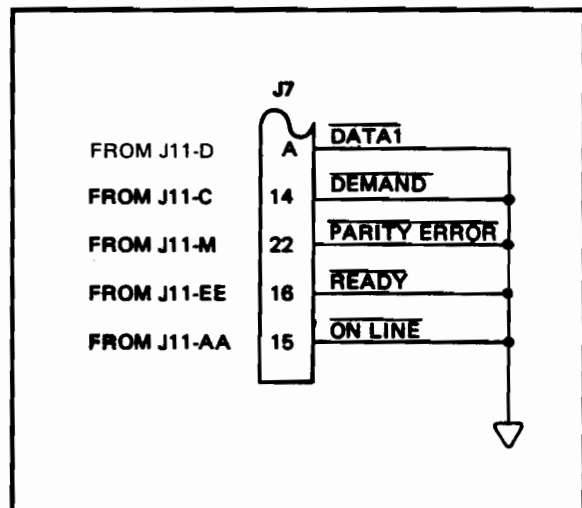 J7
FROM J11-D A DATA1
FROM J11-C 14 DEMAND
FROM J11-M 22 PARITY ERROR
FROM J11-EE 16 READY
FROM J11-AA 15 ON LINE